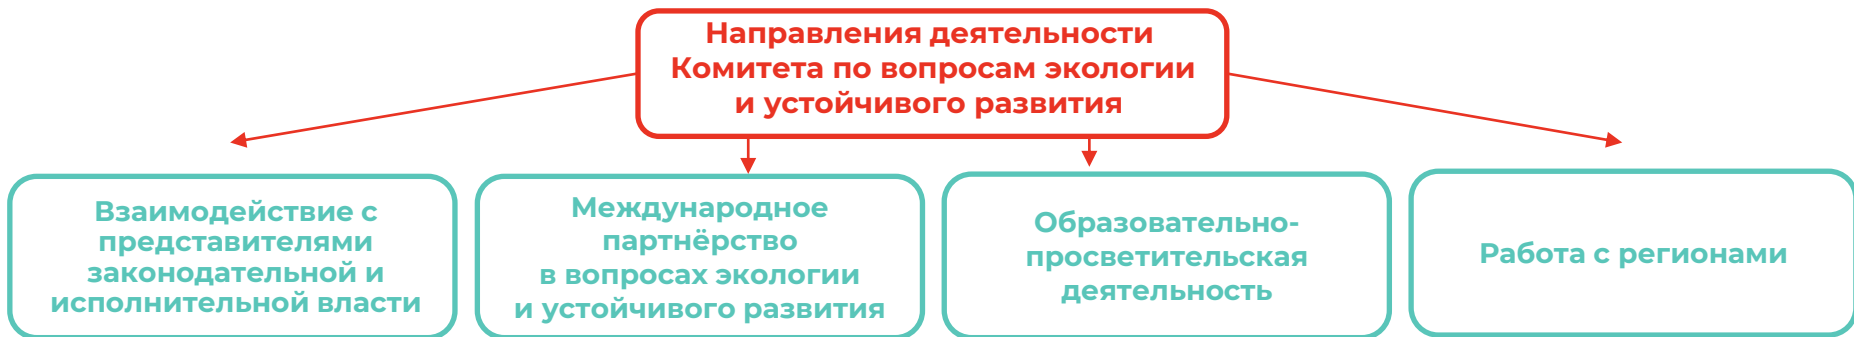 Направления деятельности
Комитета по вопросам экологии
и устойчивого развития
Взаимодействие с
представителями
законодательной и
исполнительной власти
Международное
партнёрство
в вопросах экологии
и устойчивого развития
Образовательно-
просветительская
деятельность
Работа с регионами